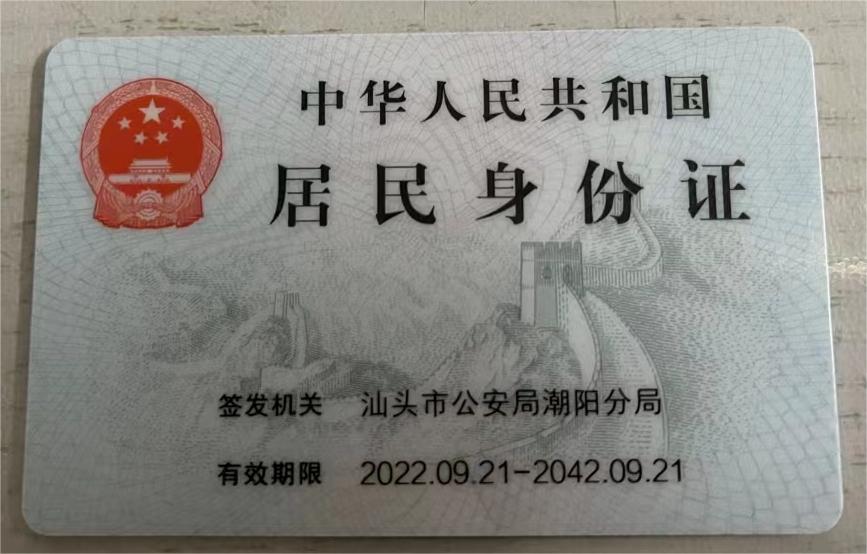 中华人民共和国
居民身份证
签发机关 汕头市公安局潮阳分局
有效期限 2022.09.21-2042.09.21